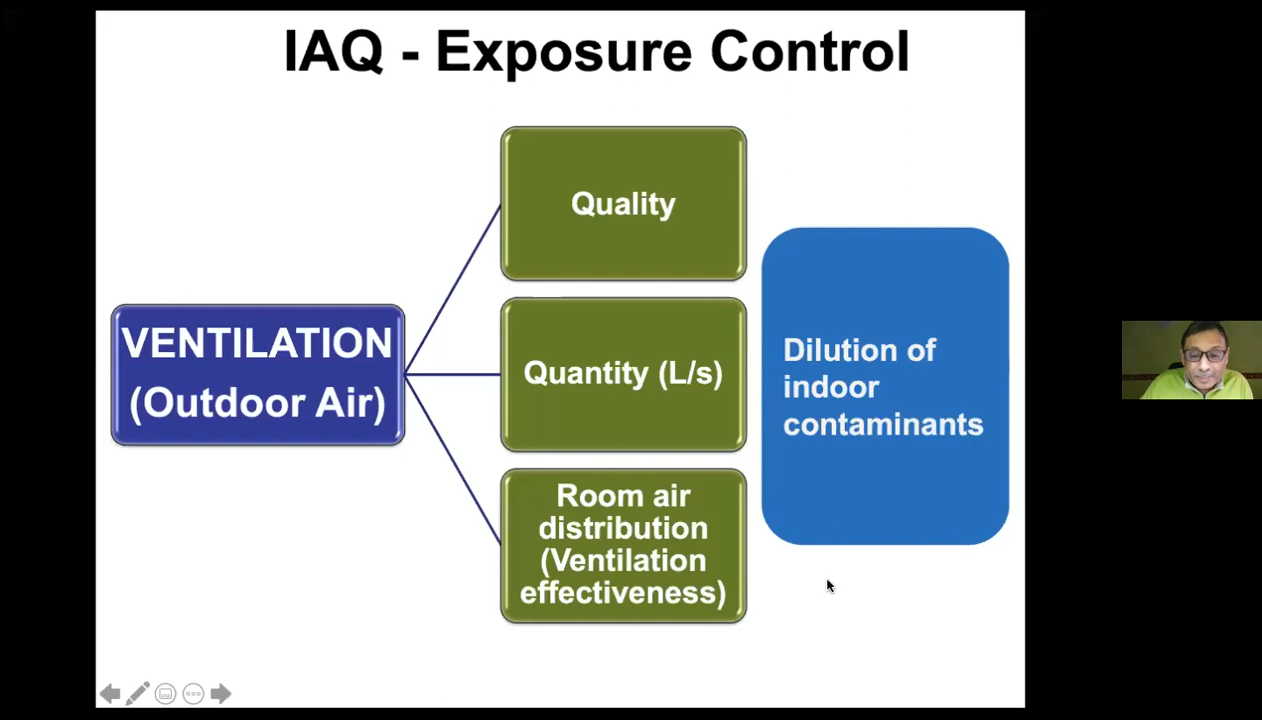 IAQ - Exposure Control
VENTILATION
(Outdoor Air)
Quality
Quantity (L/s)
Room air
distribution
(Ventilation
effectiveness)
Dilution of
indoor
contaminants